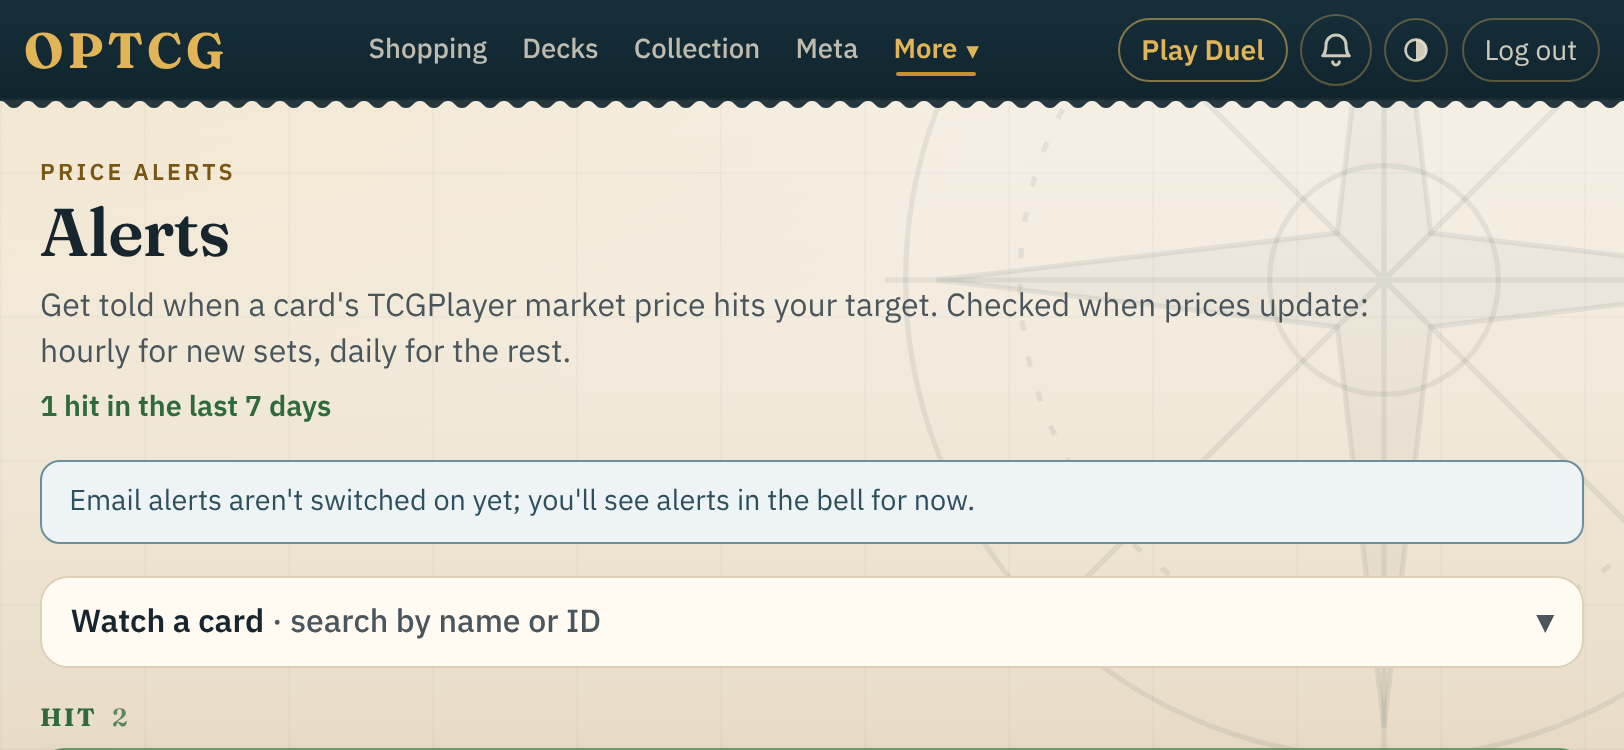 OPTCG
Shopping Decks Collection Meta More ▾
Play Duel Log out
PRICE ALERTS
Alerts
Get told when a card's TCGPlayer market price hits your target. Checked when prices update:
hourly for new sets, daily for the rest.
1 hit in the last 7 days
Email alerts aren't switched on yet; you'll see alerts in the bell for now.
Watch a card · search by name or ID ▼
HIT 2